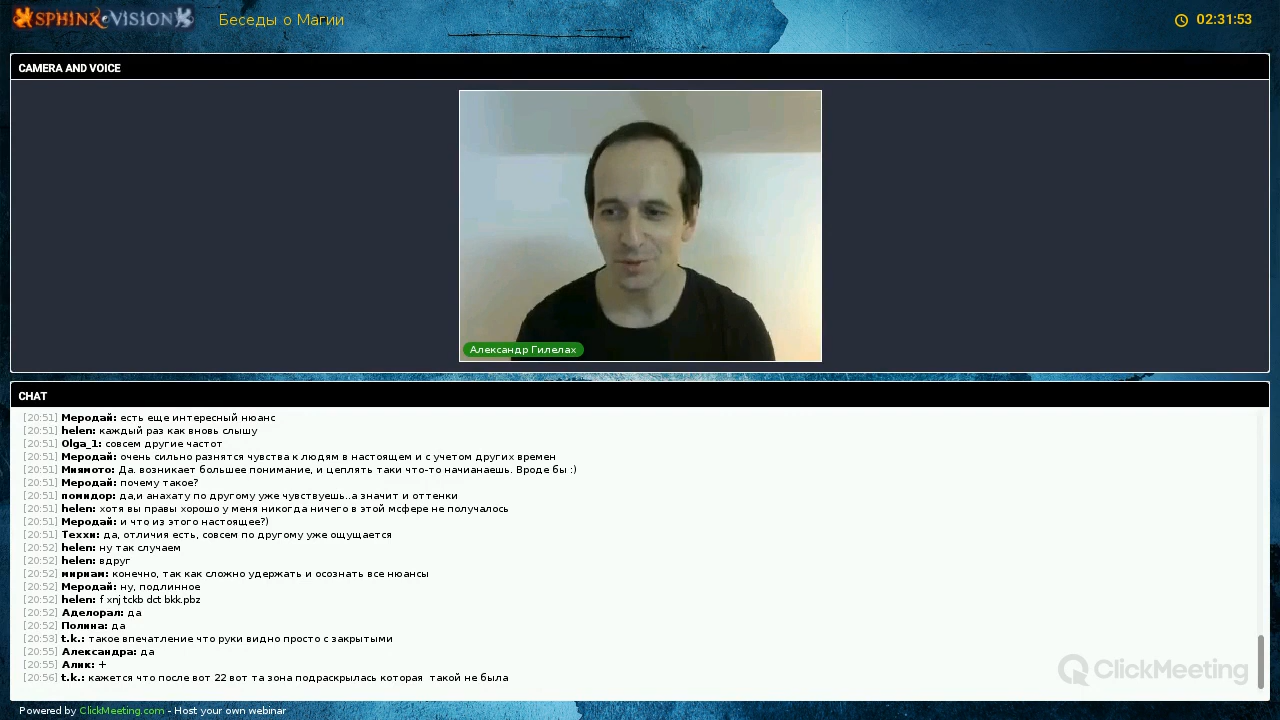 SPHINX VISION
Беседы о Магии
02:31:53
CAMERA AND VOICE
Александр Гилелах
CHAT
[20:51] Меродай: есть еще интересный нюанс
[20:51] helen: каждый раз как вновь слышу
[20:51] Olga_1: совсем другие частот
[20:51] Меродай: очень сильно разнятся чувства к людям в настоящем и с учетом других времен
[20:51] Миямото: Да. возникает большее понимание, и цеплять таки что-то начианаешь. Вроде бы :)
[20:51] Меродай: почему такое?
[20:51] помидор: да,и анахату по другому уже чувствуешь..а значит и оттенки
[20:51] helen: хотя вы правы хорошо у меня никогда ничего в этой мсфере не получалось
[20:51] Меродай: и что из этого настоящее?)
[20:51] Теххи: да, отличия есть, совсем по другому уже ощущается
[20:52] helen: ну так случаем
[20:52] helen: вдруг
[20:52] мириам: конечно, так как сложно удержать и осознать все нюансы
[20:52] Меродай: ну, подлинное
[20:52] helen: f xnj tckb dct bkk.pbz
[20:52] Аделорал: да
[20:52] Полина: да
[20:53] t.k.: такое впечатление что руки видно просто с закрытыми
[20:55] Александра: да
[20:55] Алик: +
[20:56] t.k.: кажется что после вот 22 вот та зона подраскрылась которая  такой не была
ClickMeeting
Powered by ClickMeeting.com - Host your own webinar